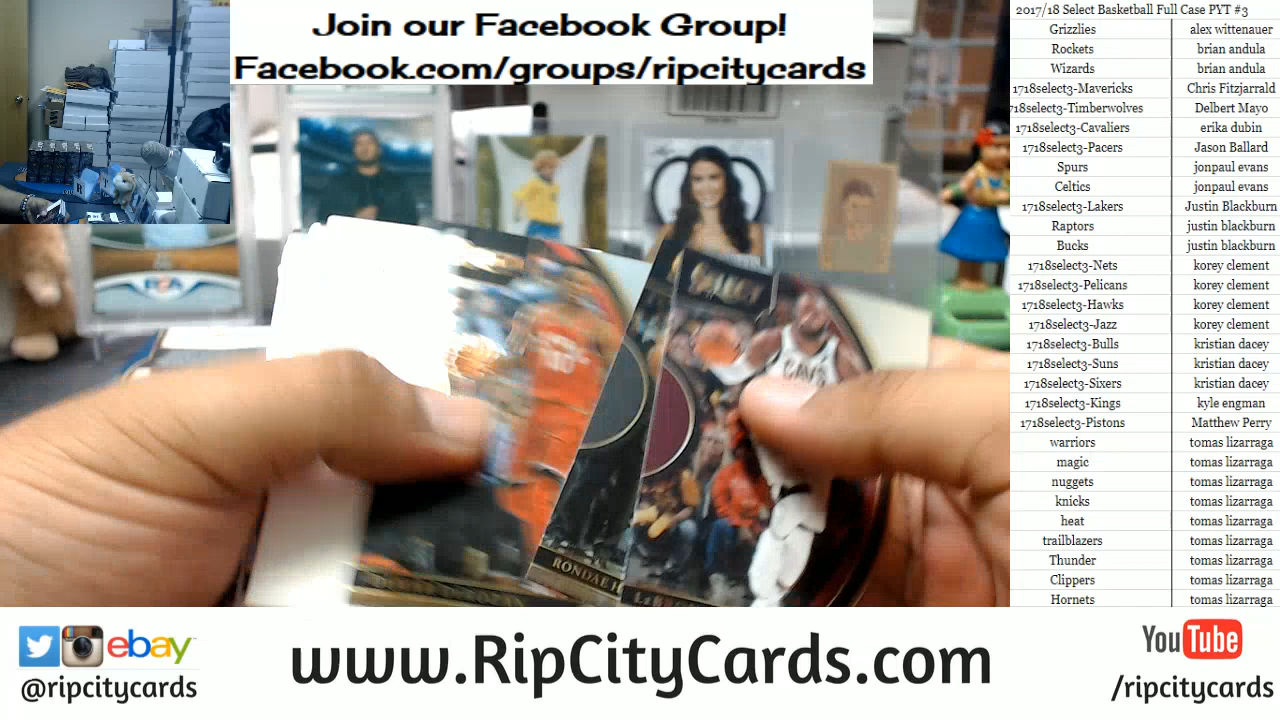 Join our Facebook Group!
Facebook.com/groups/ripcitycards
2017/18 Select Basketball Full Case PYT #3
Grizzlies alex wittenauer
Rockets brian andula
Wizards brian andula
1718select3-Mavericks Chris Fitzjarrald
718select3-Timberwolves Delbert Mayo
1718select3-Cavaliers erika dubin
1718select3-Pacers Jason Ballard
Spurs jonpaul evans
Celtics jonpaul evans
1718select3-Lakers Justin Blackburn
Raptors justin blackburn
Bucks justin blackburn
1718select3-Nets korey clement
1718select3-Pelicans korey clement
1718select3-Hawks korey clement
1718select3-Jazz korey clement
1718select3-Bulls kristian dacey
1718select3-Suns kristian dacey
1718select3-Sixers kristian dacey
1718select3-Kings kyle engman
1718select3-Pistons Matthew Perry
warriors tomas lizarraga
magic tomas lizarraga
nuggets tomas lizarraga
knicks tomas lizarraga
heat tomas lizarraga
trailblazers tomas lizarraga
Thunder tomas lizarraga
Clippers tomas lizarraga
Hornets tomas lizarraga
SELECT
CAVS
RONDAE
ebay
@ripcitycards
www.RipCityCards.com
YouTube
/ripcitycards